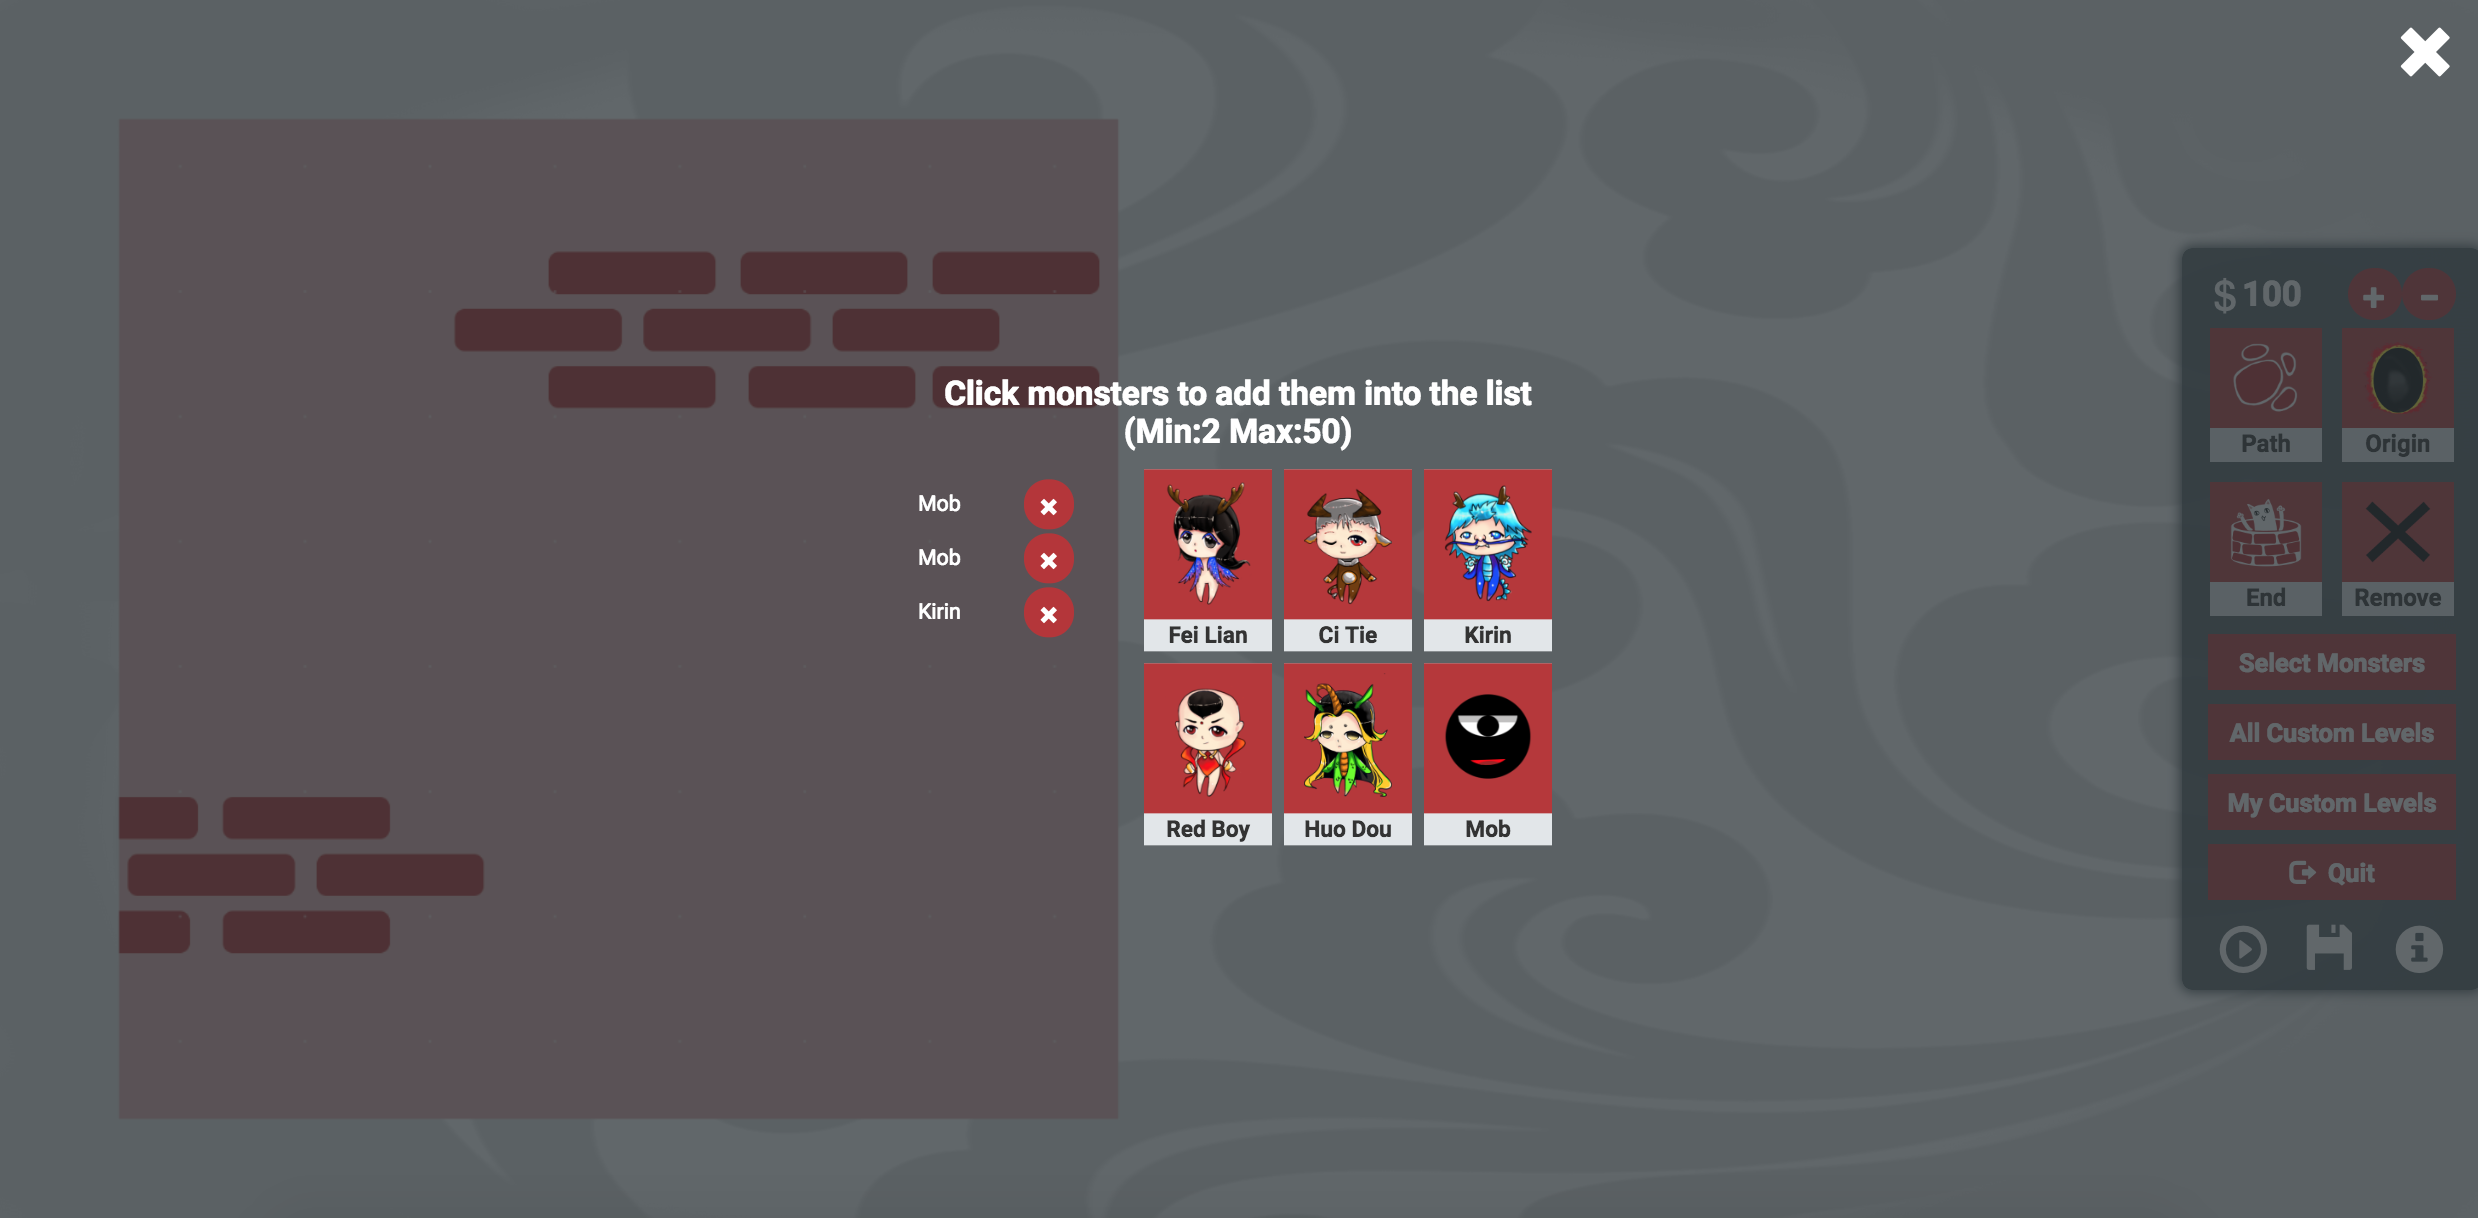 Click monsters to add them into the list
(Min:2 Max:50)
Mob
Mob
Kirin
Fei Lian
Ci Tie
Kirin
Red Boy
Huo Dou
Mob
$ 100
+
-
Path
Origin
End
Remove
Select Monsters
All Custom Levels
My Custom Levels
Quit